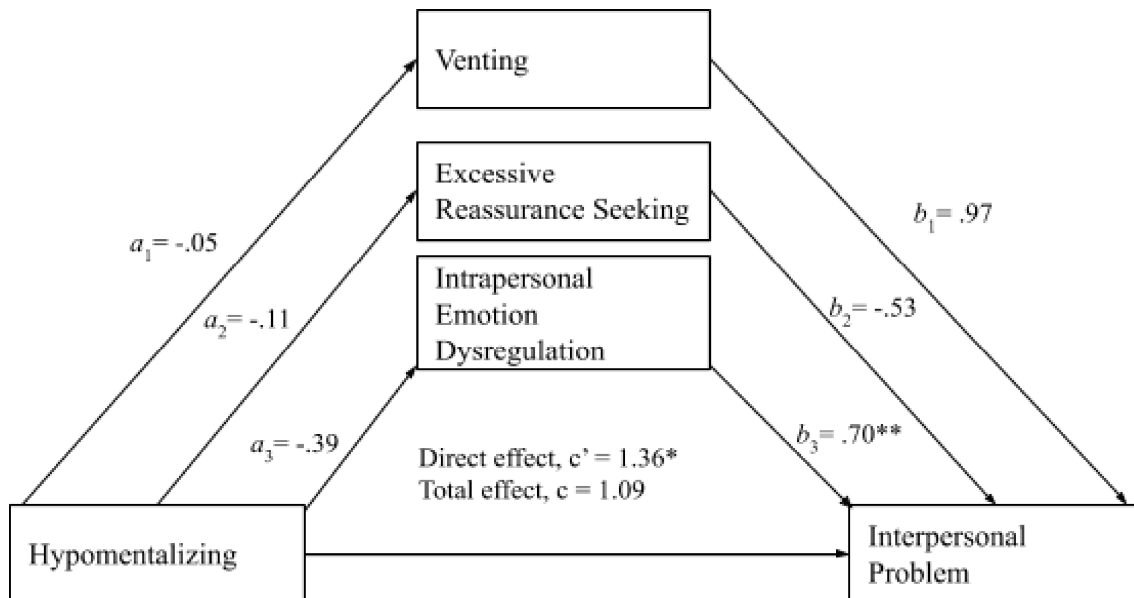 Venting
Excessive
Reassurance Seeking
a1= -.05
b1= .97
Intrapersonal
Emotion
Dysregulation
a2= -.11
b2= -.53
a3= -.39
b3= .70**
Direct effect, c’ = 1.36*
Total effect, c = 1.09
Hypomentalizing
Interpersonal
Problem